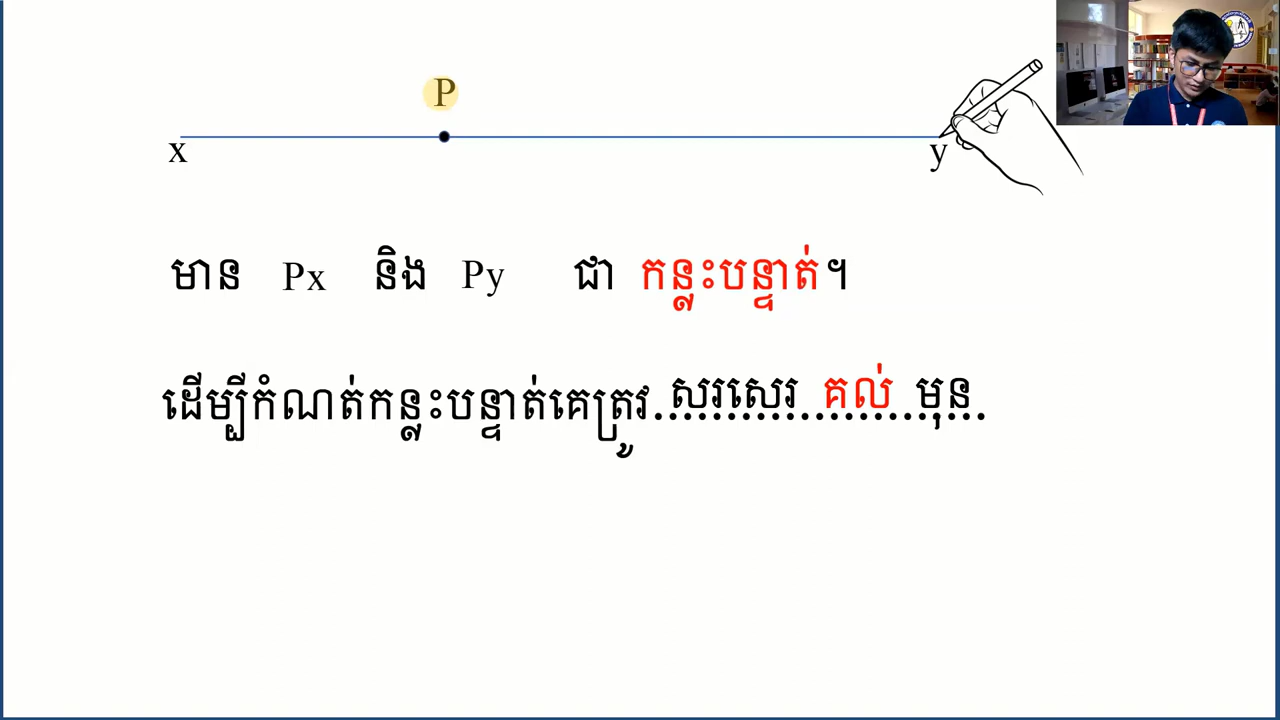 P
x y
មាន Px និង Py ជា កន្លះបន្ទាត់។
ដើម្បីកំណត់កន្លះបន្ទាត់គេត្រូវ.សរសេរ គល់ មុន.